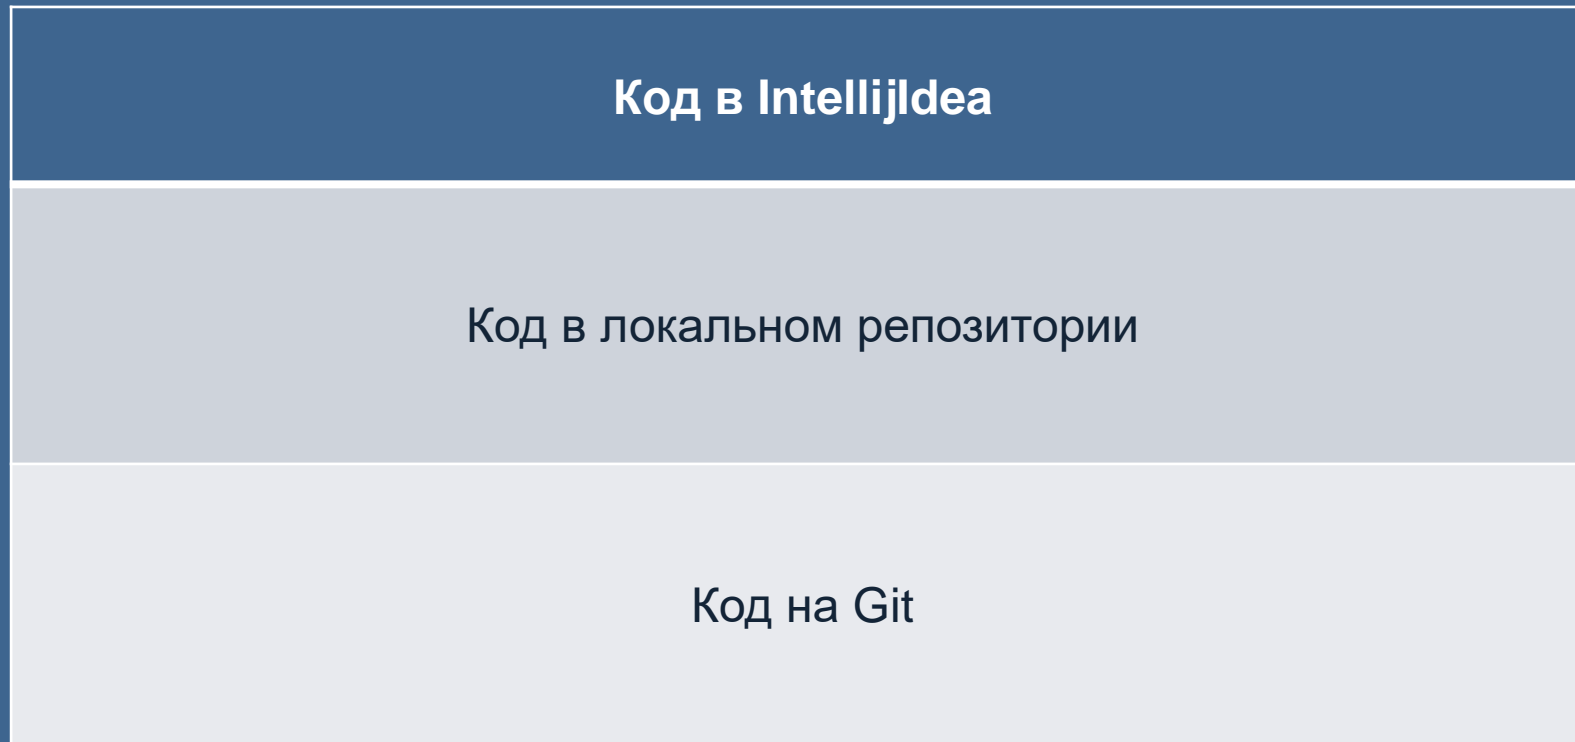 Код в IntellijIdea
Код в локальном репозитории
Код на Git